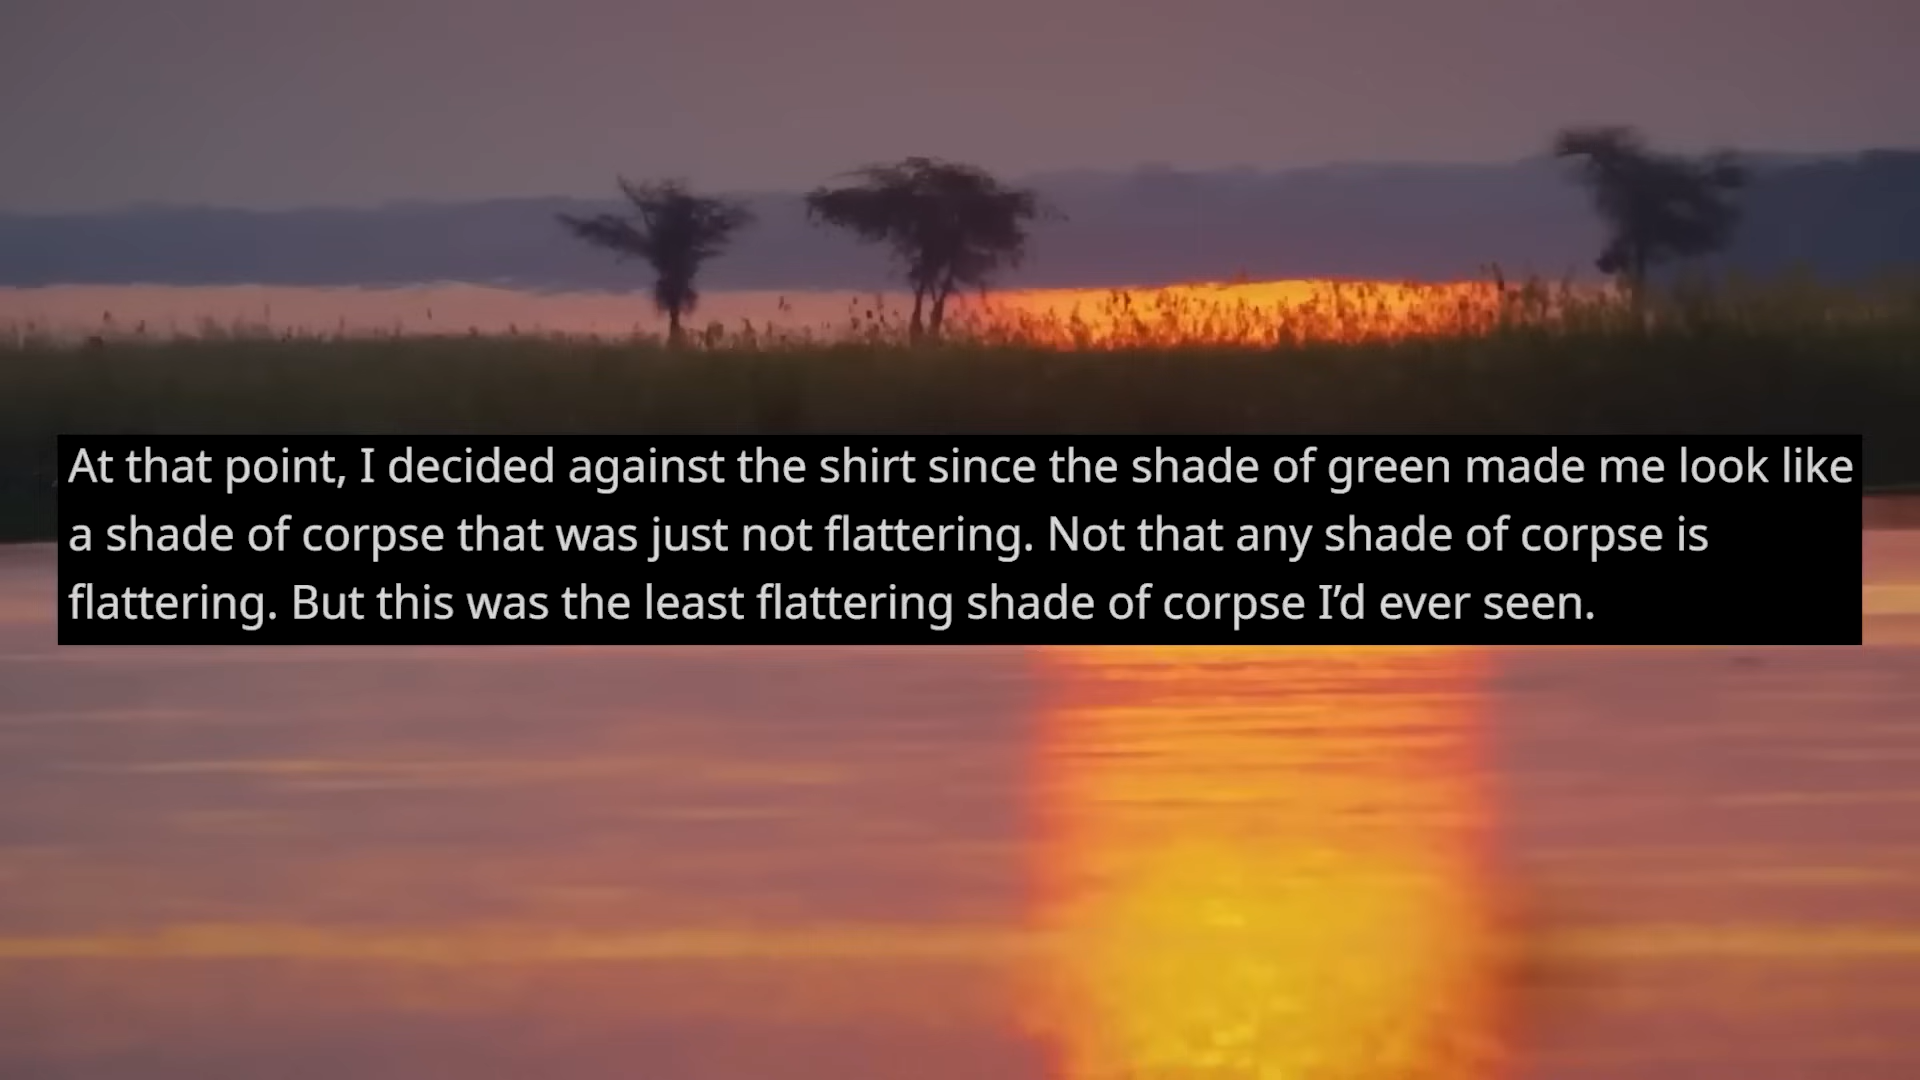 At that point, I decided against the shirt since the shade of green made me look like
a shade of corpse that was just not flattering. Not that any shade of corpse is
flattering. But this was the least flattering shade of corpse I’d ever seen.